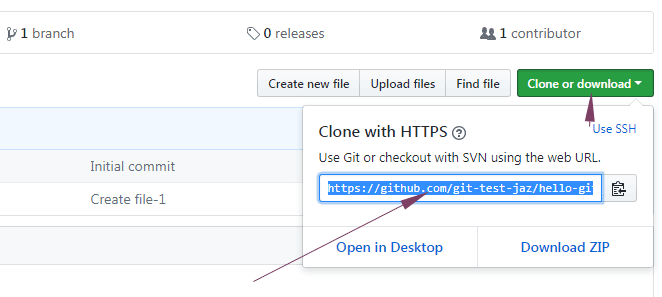 1 branch
0 releases
1 contributor
Create new file
Upload files
Find file
Clone or download
Clone with HTTPS ?
Use SSH
Use Git or checkout with SVN using the web URL.
Initial commit
https://github.com/git-test-jaz/hello-git
Create file-1
Open in Desktop
Download ZIP